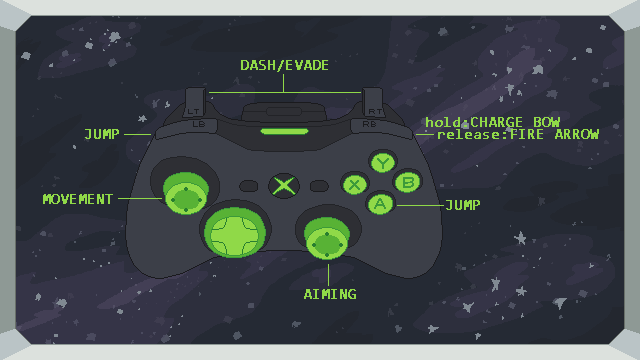 DASH/EVADE
LT
RT
LB
RB
hold:CHARGE BOW
JUMP
release:FIRE ARROW
Y
X
B
MOVEMENT
A
JUMP
AIMING